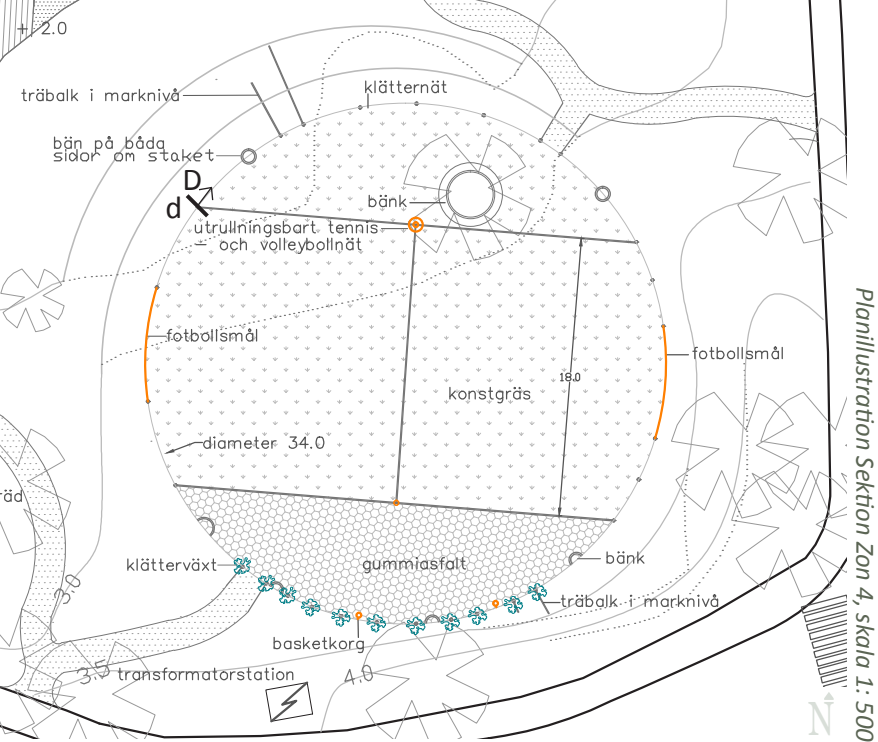 + 2.0
träbalk i marknivå
klätternät
bän på båda
sidor om staket
D
d
bänk
utrullningsbart tennis
och volleybollnät
fotbollsmål
fotbollsmål
18.0
konstgräs
diameter 34.0
räd
klätterväxt
gummiasfalt
bänk
3.0
träbalk i marknivå
basketkorg
3.5
transformatorstation
4.0
N
Planillustration Sektion Zon 4, skala 1: 500